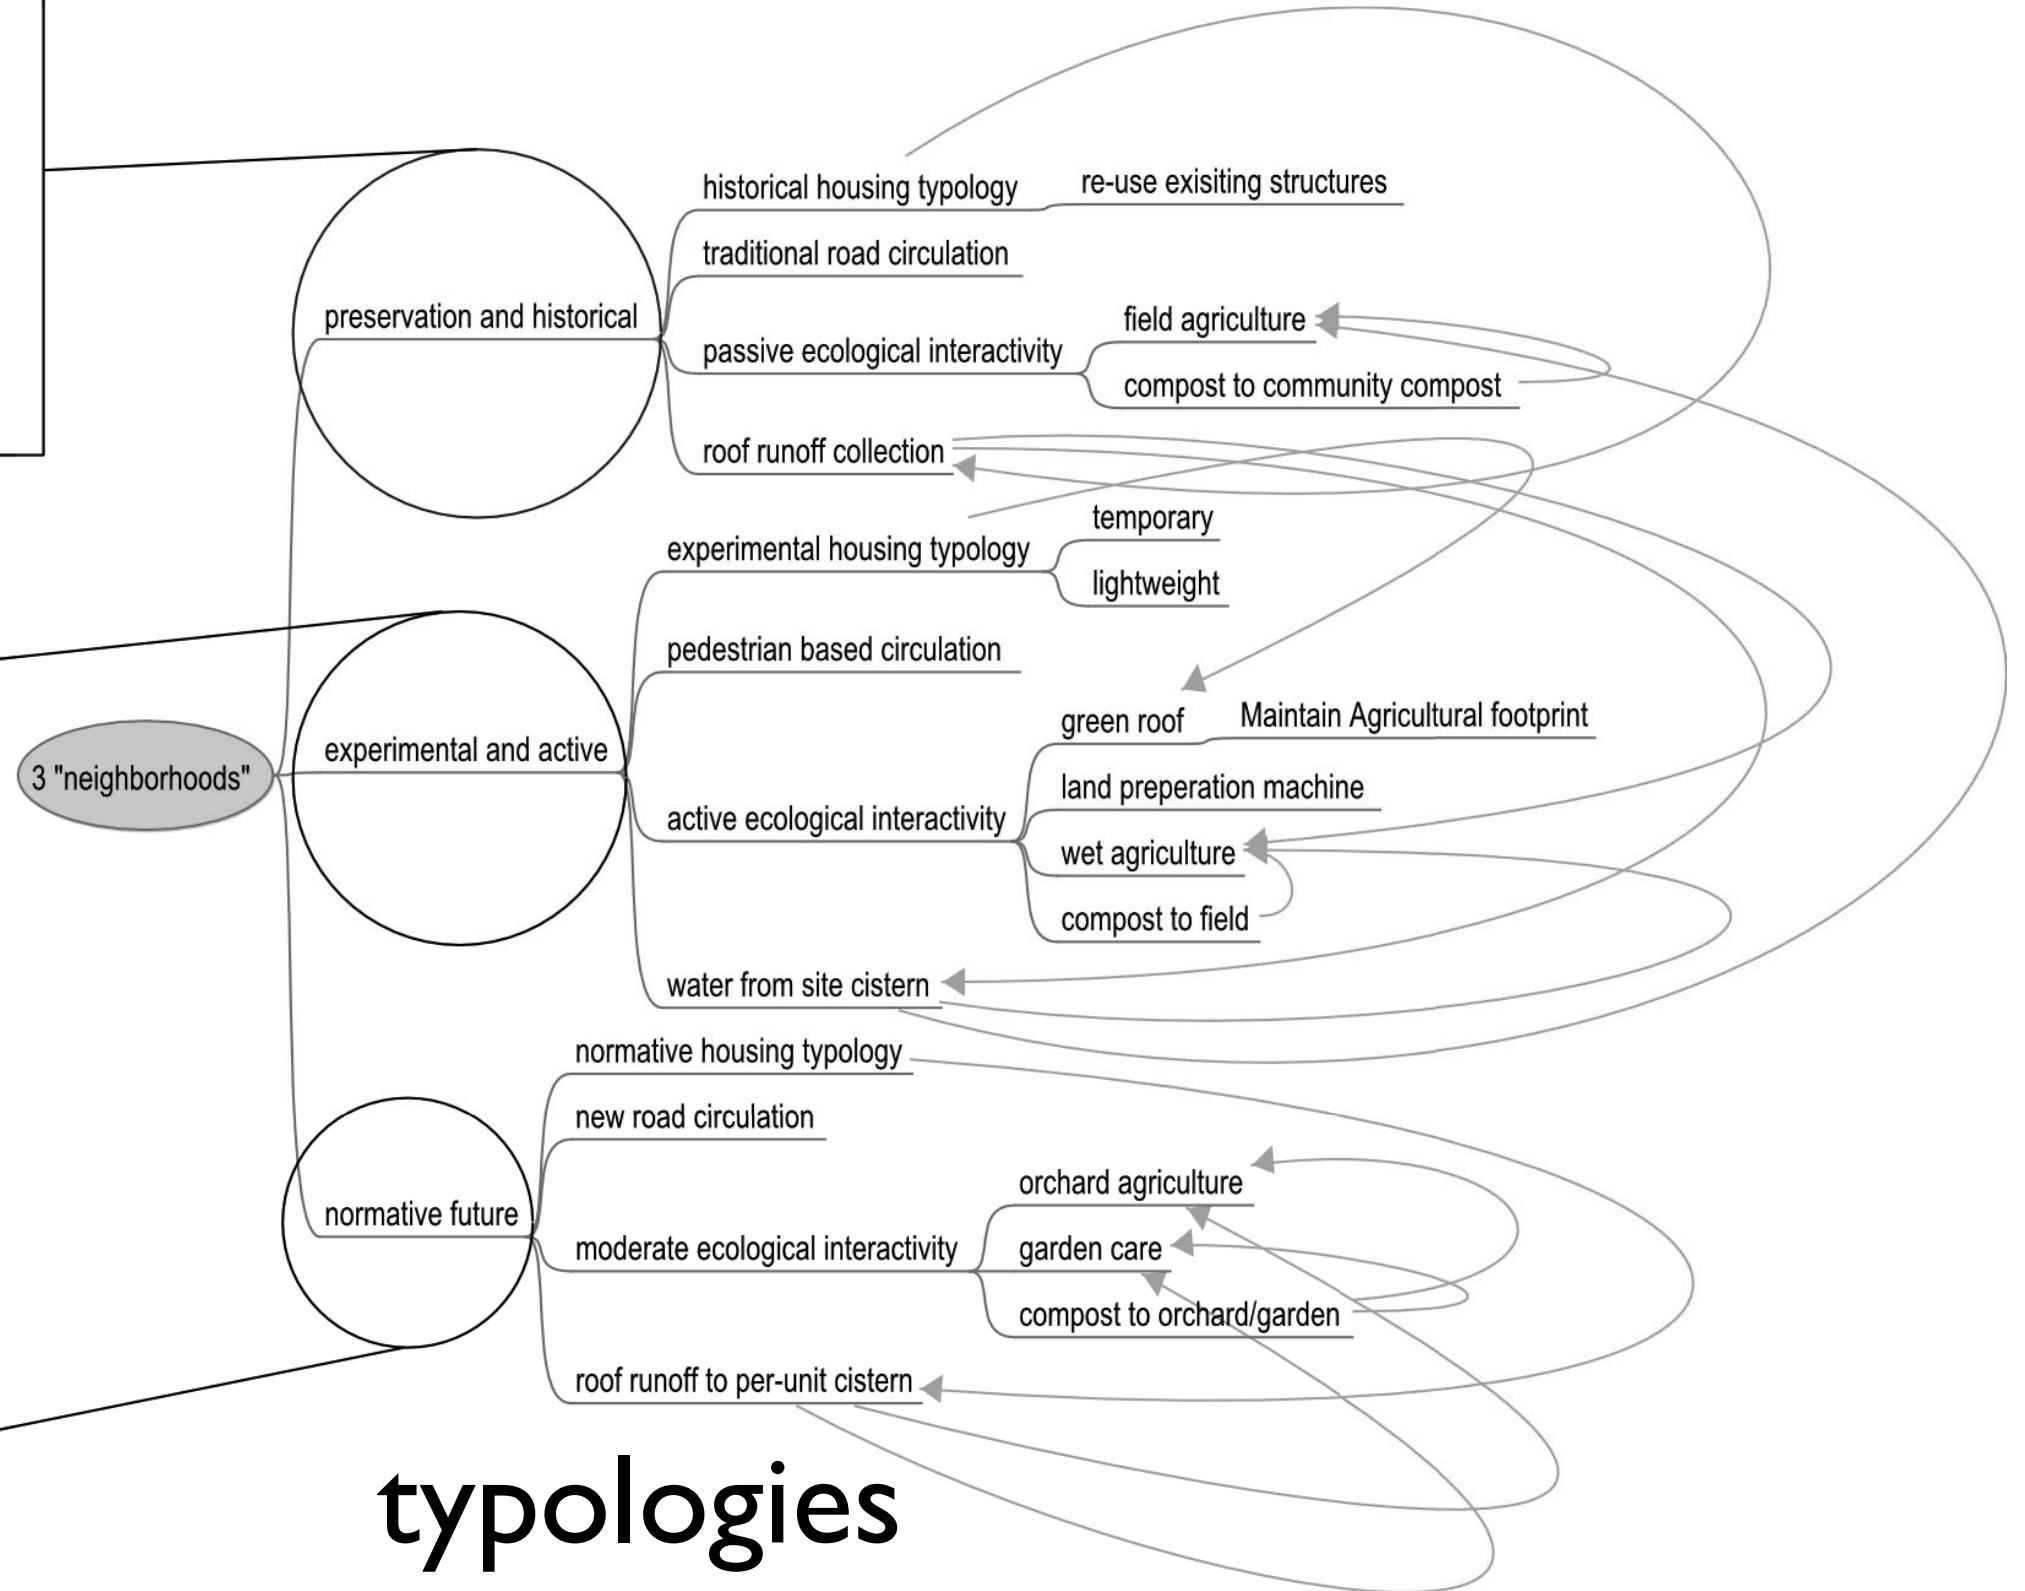 historical housing typology
re-use exisiting structures
traditional road circulation
preservation and historical
field agriculture
passive ecological interactivity
compost to community compost
roof runoff collection
temporary
experimental housing typology
lightweight
pedestrian based circulation
green roof
Maintain Agricultural footprint
experimental and active
3 "neighborhoods"
land preperation machine
active ecological interactivity
wet agriculture
compost to field
water from site cistern
normative housing typology
new road circulation
orchard agriculture
normative future
moderate ecological interactivity
garden care
compost to orchard/garden
roof runoff to per-unit cistern
typologies